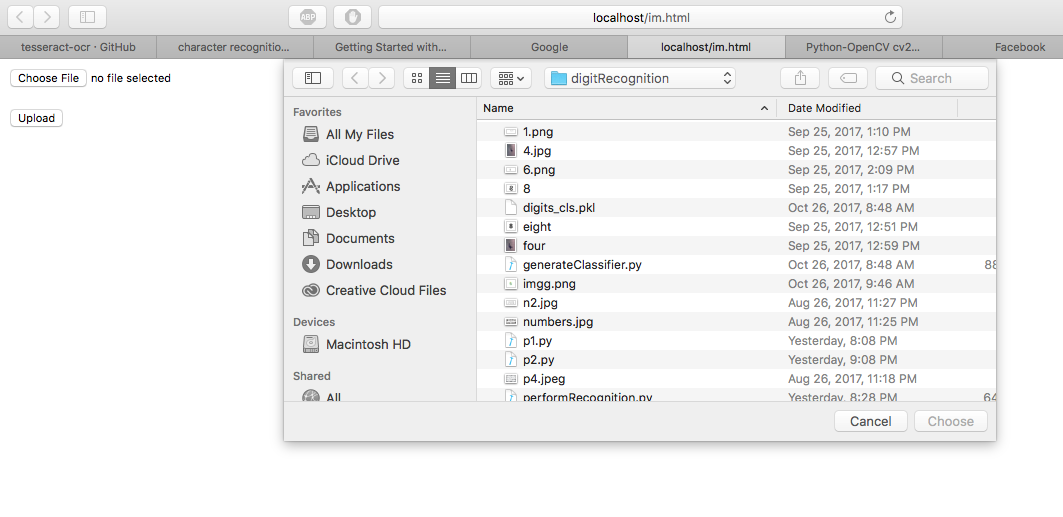 ABP
localhost/im.html
tesseract-ocr · GitHub
character recognitio...
Getting Started with...
Google
localhost/im.html
Python-OpenCV cv2...
Facebook
Choose File no file selected
Upload
digitRecognition
Search
Favorites
All My Files
iCloud Drive
Applications
Desktop
Documents
Downloads
Creative Cloud Files
Devices
Macintosh HD
Shared
All
Name Date Modified
1.png Sep 25, 2017, 1:10 PM
4.jpg Sep 25, 2017, 12:57 PM
6.png Sep 25, 2017, 2:09 PM
8 Sep 25, 2017, 1:17 PM
digits_cls.pkl Oct 26, 2017, 8:48 AM
eight Sep 25, 2017, 12:51 PM
four Sep 25, 2017, 12:59 PM
generateClassifier.py Oct 26, 2017, 8:48 AM 88
imgg.png Oct 26, 2017, 9:46 AM
n2.jpg Aug 26, 2017, 11:27 PM
numbers.jpg Aug 26, 2017, 11:25 PM
p1.py Yesterday, 8:08 PM
p2.py Yesterday, 9:08 PM
p4.jpeg Aug 26, 2017, 11:18 PM
performRecognition.py Yesterday, 8:28 PM 64
Cancel Choose